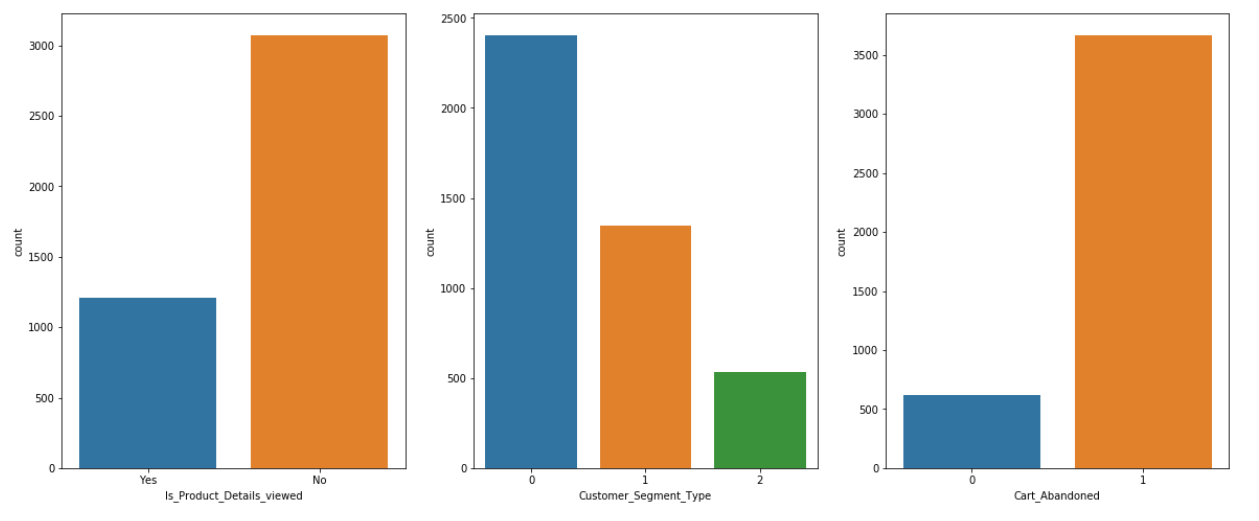 3000
2500
2000
1500
1000
500
0
count
Yes No
Is_Product_Details_viewed
2500
2000
1500
1000
500
0
count
0 1 2
Customer_Segment_Type
3500
3000
2500
2000
1500
1000
500
0
count
0 1
Cart_Abandoned